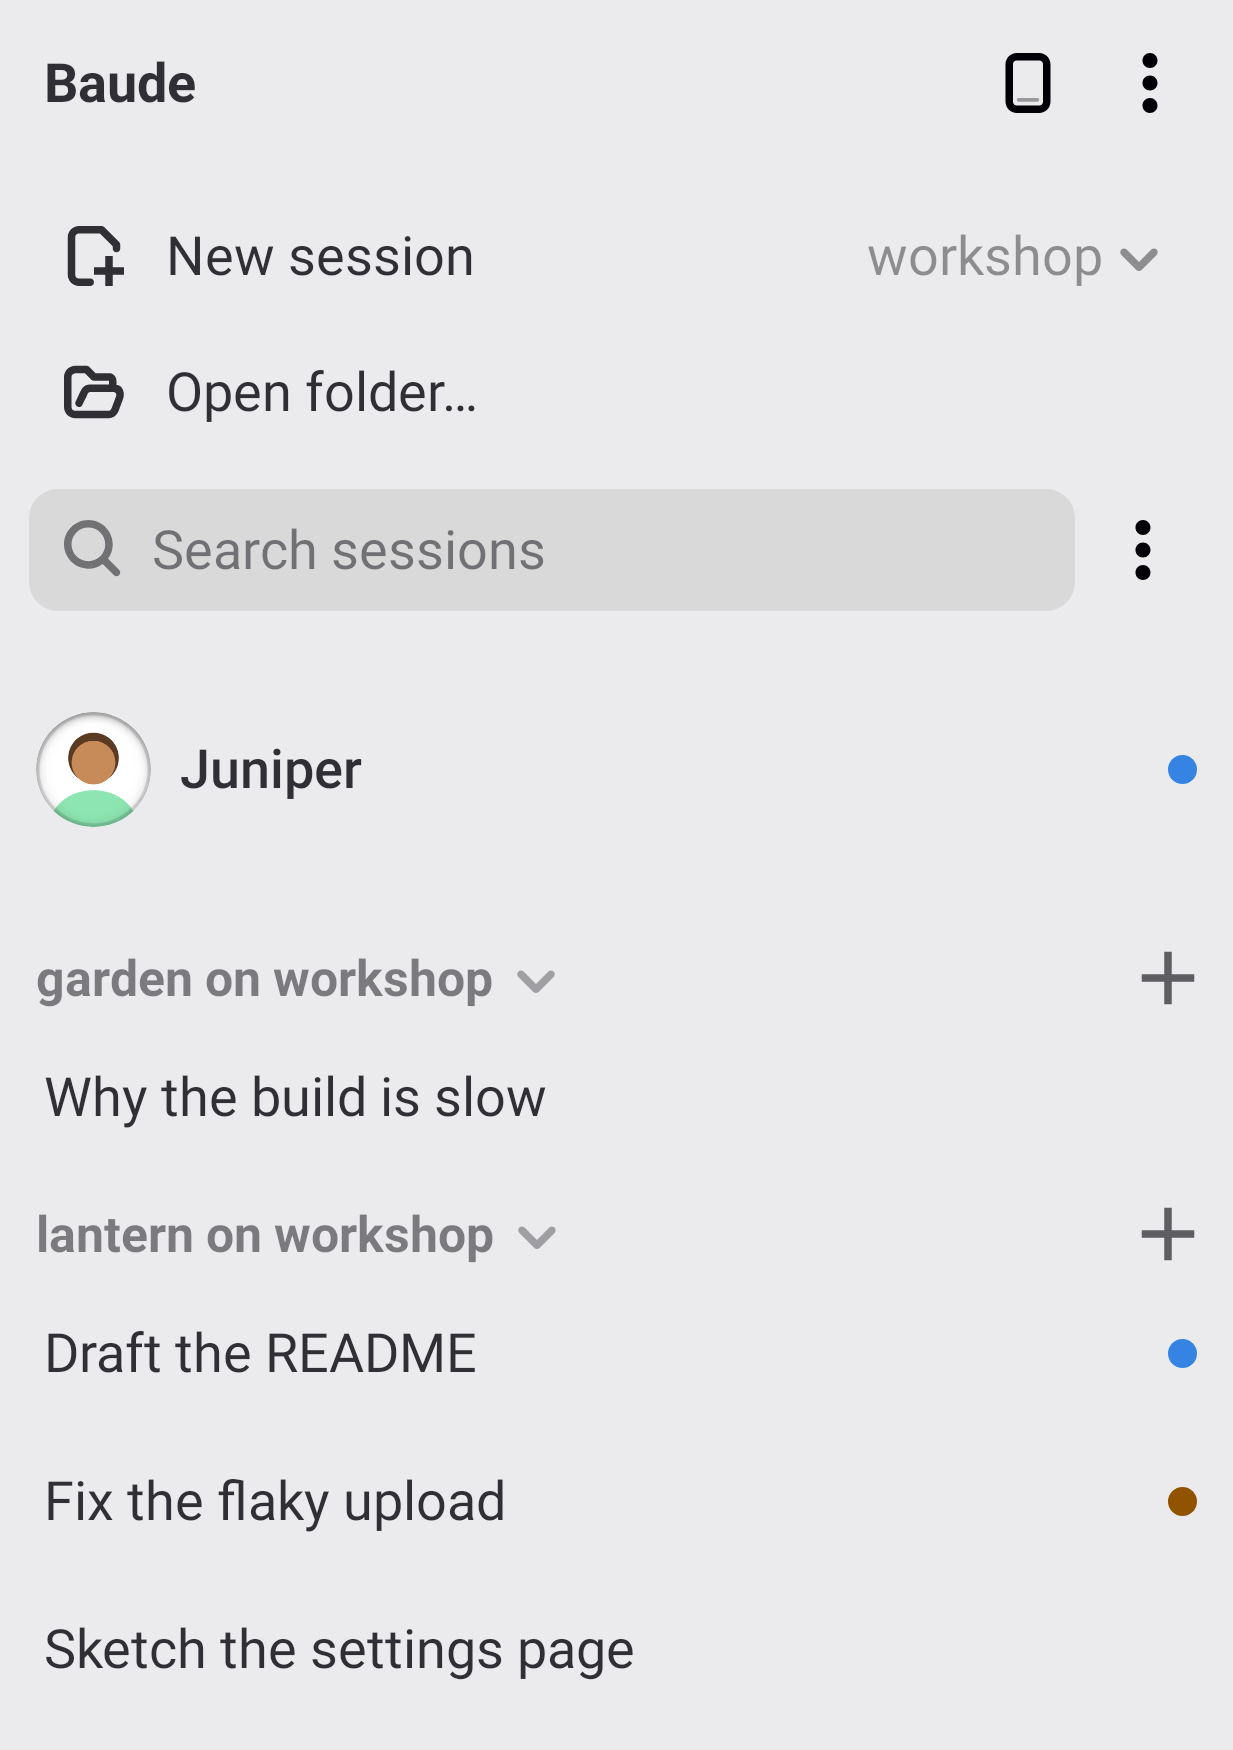 Baude
New session workshop
Open folder…
Search sessions
Juniper
garden on workshop
Why the build is slow
lantern on workshop
Draft the README
Fix the flaky upload
Sketch the settings page